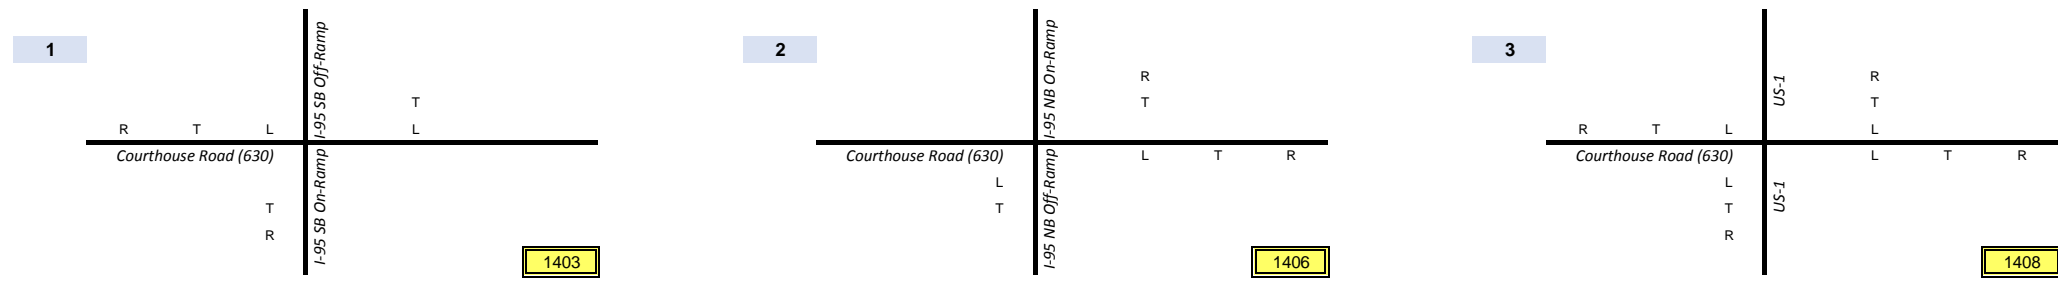 1
I-95 SB Off-Ramp
T
R T L L
Courthouse Road (630)
I-95 SB On-Ramp
T
R
1403
2
I-95 NB On-Ramp
R
T
Courthouse Road (630)
I-95 NB Off-Ramp
L T R
L
T
1406
3
US-1
R
T
R T L L
Courthouse Road (630)
US-1
L T R
L
T
R
1408